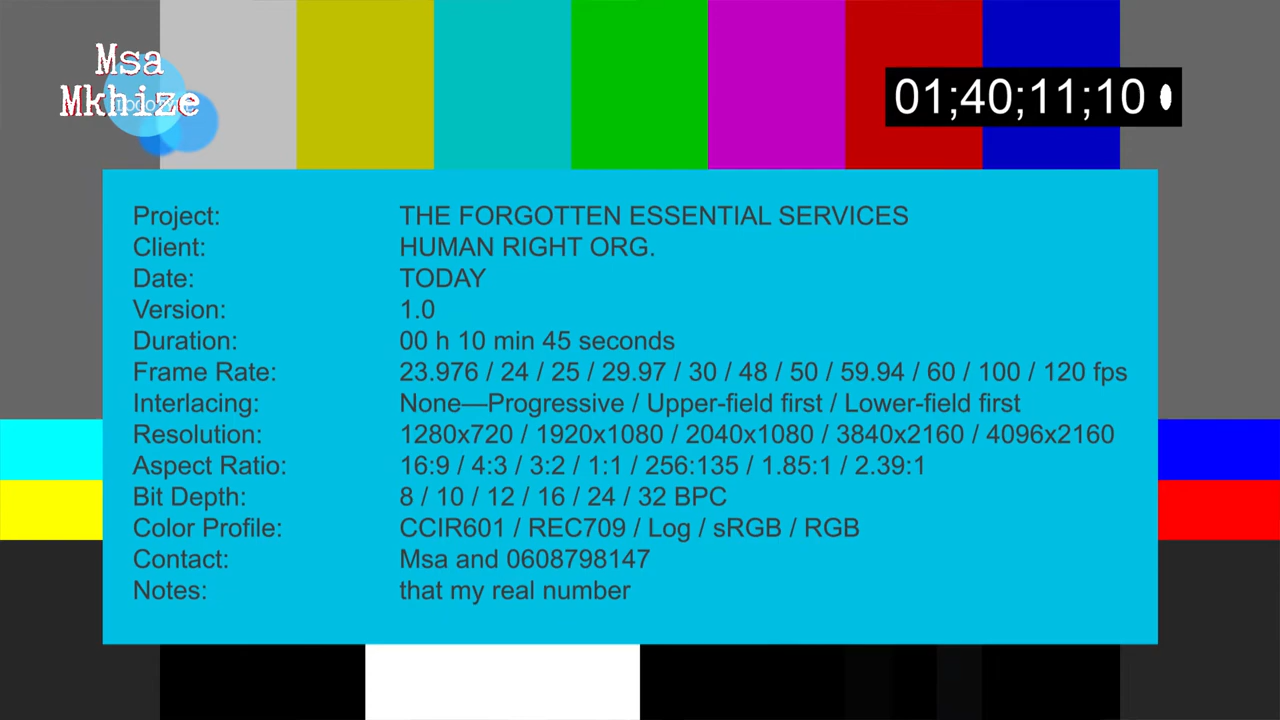 Msa
Mkhize
01;40;11;10
Project: THE FORGOTTEN ESSENTIAL SERVICES
Client: HUMAN RIGHT ORG.
Date: TODAY
Version: 1.0
Duration: 00 h 10 min 45 seconds
Frame Rate: 23.976 / 24 / 25 / 29.97 / 30 / 48 / 50 / 59.94 / 60 / 100 / 120 fps
Interlacing: None—Progressive / Upper-field first / Lower-field first
Resolution: 1280x720 / 1920x1080 / 2040x1080 / 3840x2160 / 4096x2160
Aspect Ratio: 16:9 / 4:3 / 3:2 / 1:1 / 256:135 / 1.85:1 / 2.39:1
Bit Depth: 8 / 10 / 12 / 16 / 24 / 32 BPC
Color Profile: CCIR601 / REC709 / Log / sRGB / RGB
Contact: Msa and 0608798147
Notes: that my real number